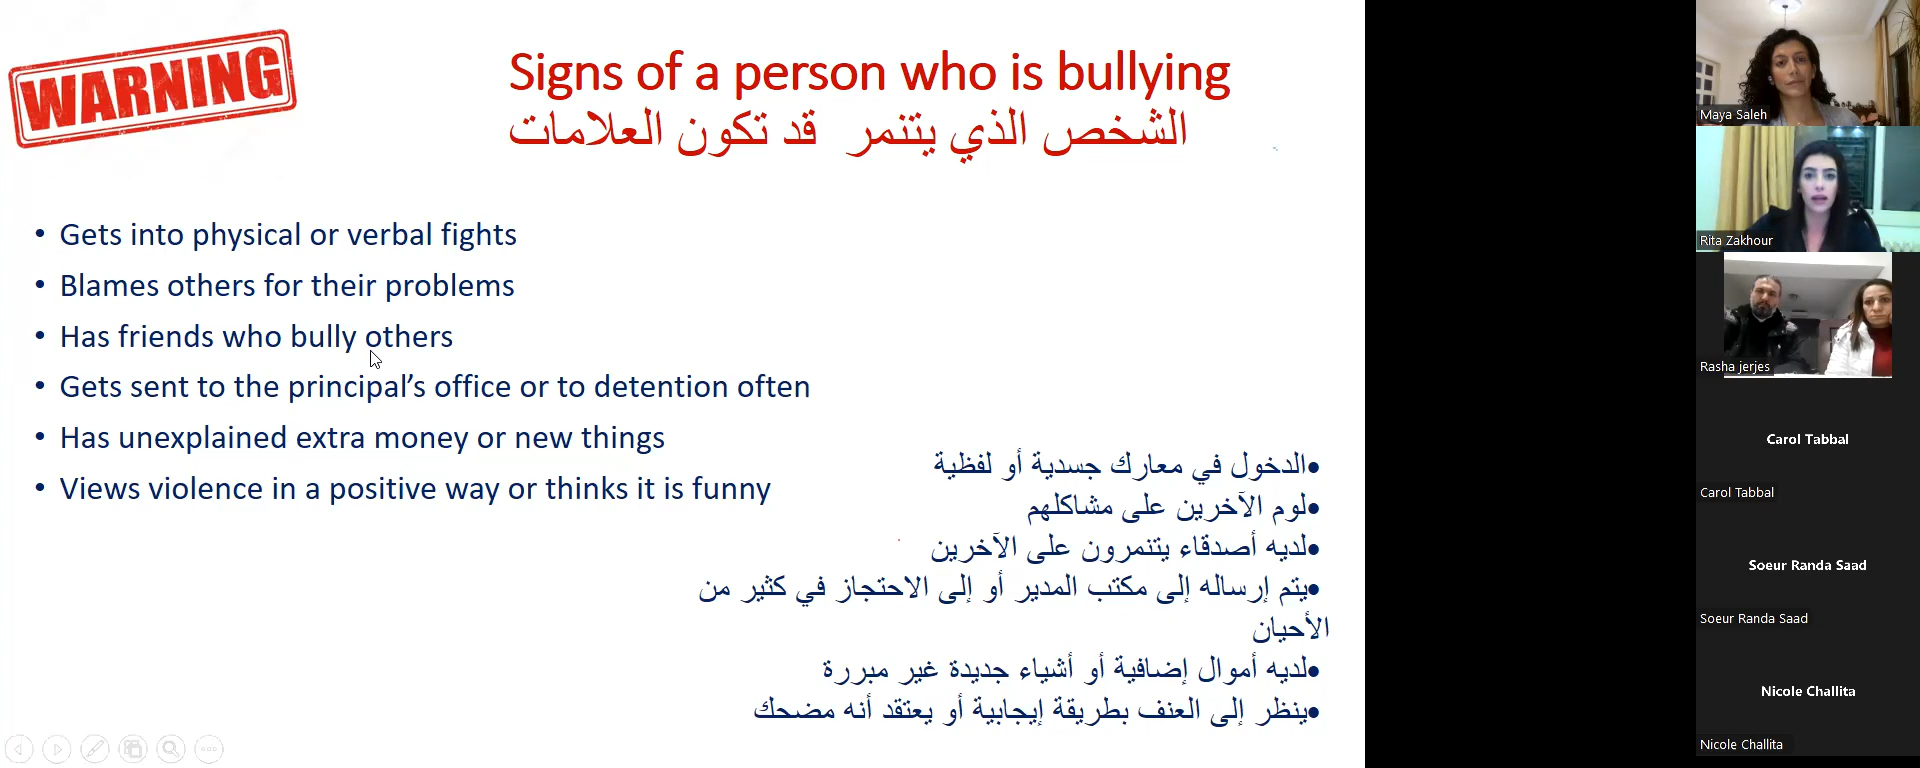 WARNING
Signs of a person who is bullying
الشخص الذي يتنمر قد تكون العلامات
• Gets into physical or verbal fights
• Blames others for their problems
• Has friends who bully others
• Gets sent to the principal’s office or to detention often
• Has unexplained extra money or new things
• Views violence in a positive way or thinks it is funny
•الدخول في معارك جسدية أو لفظية
•لوم الآخرين على مشاكلهم
•لديه أصدقاء يتنمرون على الآخرين
•يتم إرساله إلى مكتب المدير أو إلى الاحتجاز في كثير من
الأحيان
•لديه أموال إضافية أو أشياء جديدة غير مبررة
•ينظر إلى العنف بطريقة إيجابية أو يعتقد أنه مضحك
Maya Saleh
Rita Zakhour
Rasha jerjes
Carol Tabbal
Carol Tabbal
Soeur Randa Saad
Soeur Randa Saad
Nicole Challita
Nicole Challita